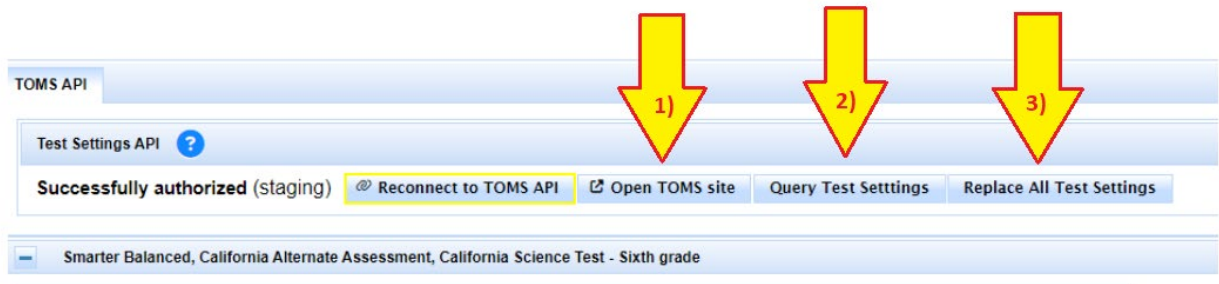 1)
2)
3)
TOMS API
Test Settings API ?
Successfully authorized (staging) Reconnect to TOMS API Open TOMS site Query Test Setttings Replace All Test Settings
Smarter Balanced, California Alternate Assessment, California Science Test - Sixth grade